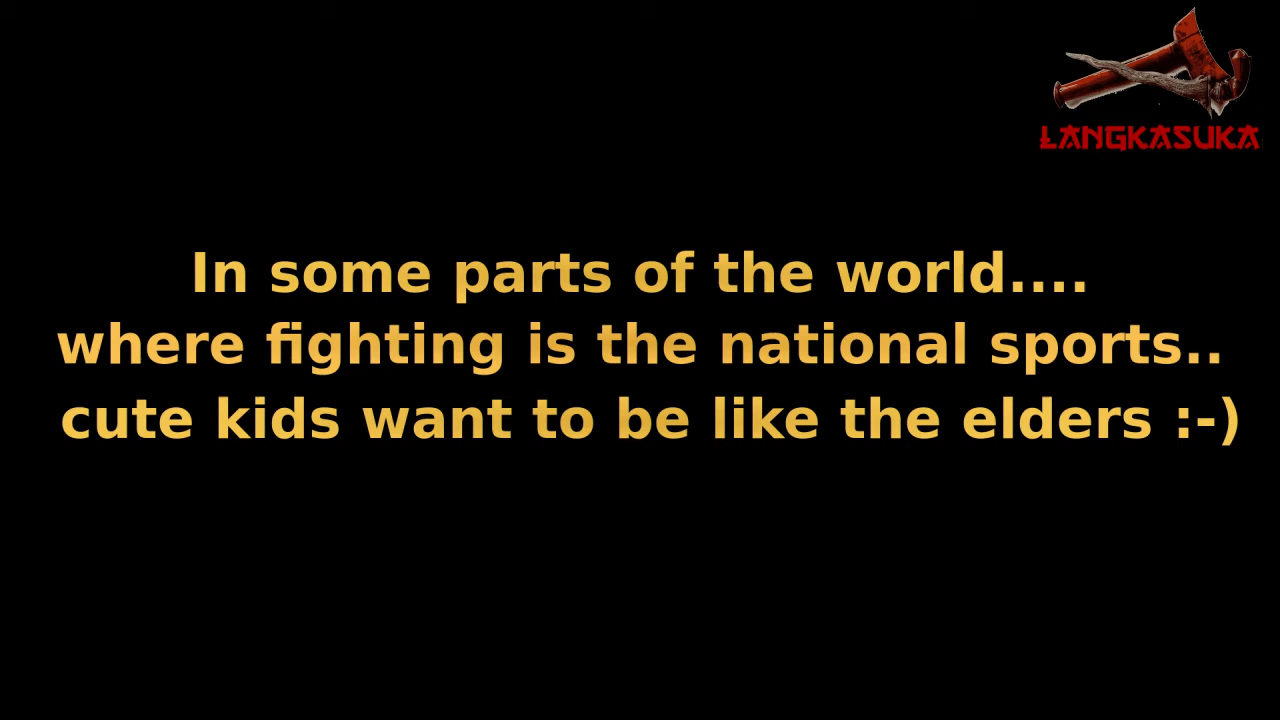 ŁANGKASUKA
In some parts of the world....
where fighting is the national sports..
cute kids want to be like the elders :-)